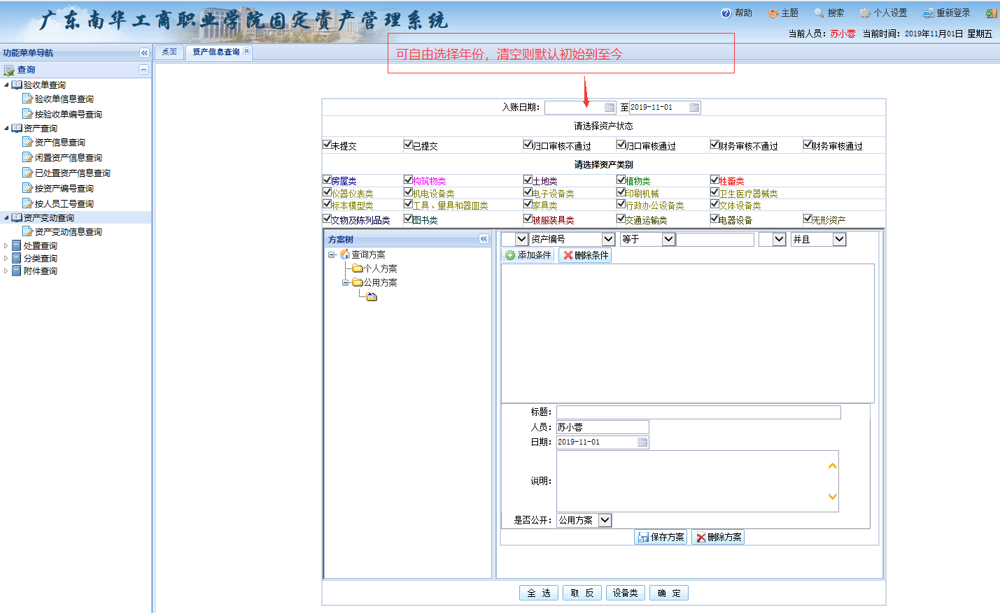 广东南华工商职业学院固定资产管理系统
帮助 主题 搜索 个人设置 重新登录
当前人员：苏小蓉 当前时间：2019年11月01日 星期五
功能菜单导航
桌面 资产信息查询
可自由选择年份，清空则默认初始到至今
查询
验收单查询
验收单信息查询
按验收单编号查询
资产查询
资产信息查询
闲置资产信息查询
已处置资产信息查询
按资产编号查询
按人员工号查询
资产变动查询
资产变动信息查询
处置查询
分类查询
附件查询
入账日期： 至 2019-11-01
请选择资产状态
未提交 已提交 归口审核不通过 归口审核通过 财务审核不通过 财务审核通过
请选择资产类别
房屋类 构筑物类 土地类 植物类 牲畜类
仪器仪表类 机电设备类 电子设备类 印刷机械 卫生医疗器械类
标本模型类 工具、量具和器皿类 家具类 行政办公设备类 文体设备类
文物及陈列品类 图书类 被服装具类 交通运输类 电器设备 无形资产
方案树
查询方案
个人方案
公用方案
资产编号 等于 并且
添加条件 删除条件
标题：
人员： 苏小蓉
日期： 2019-11-01
说明：
是否公开： 公用方案
保存方案 删除方案
全 选 取 反 设备类 确 定